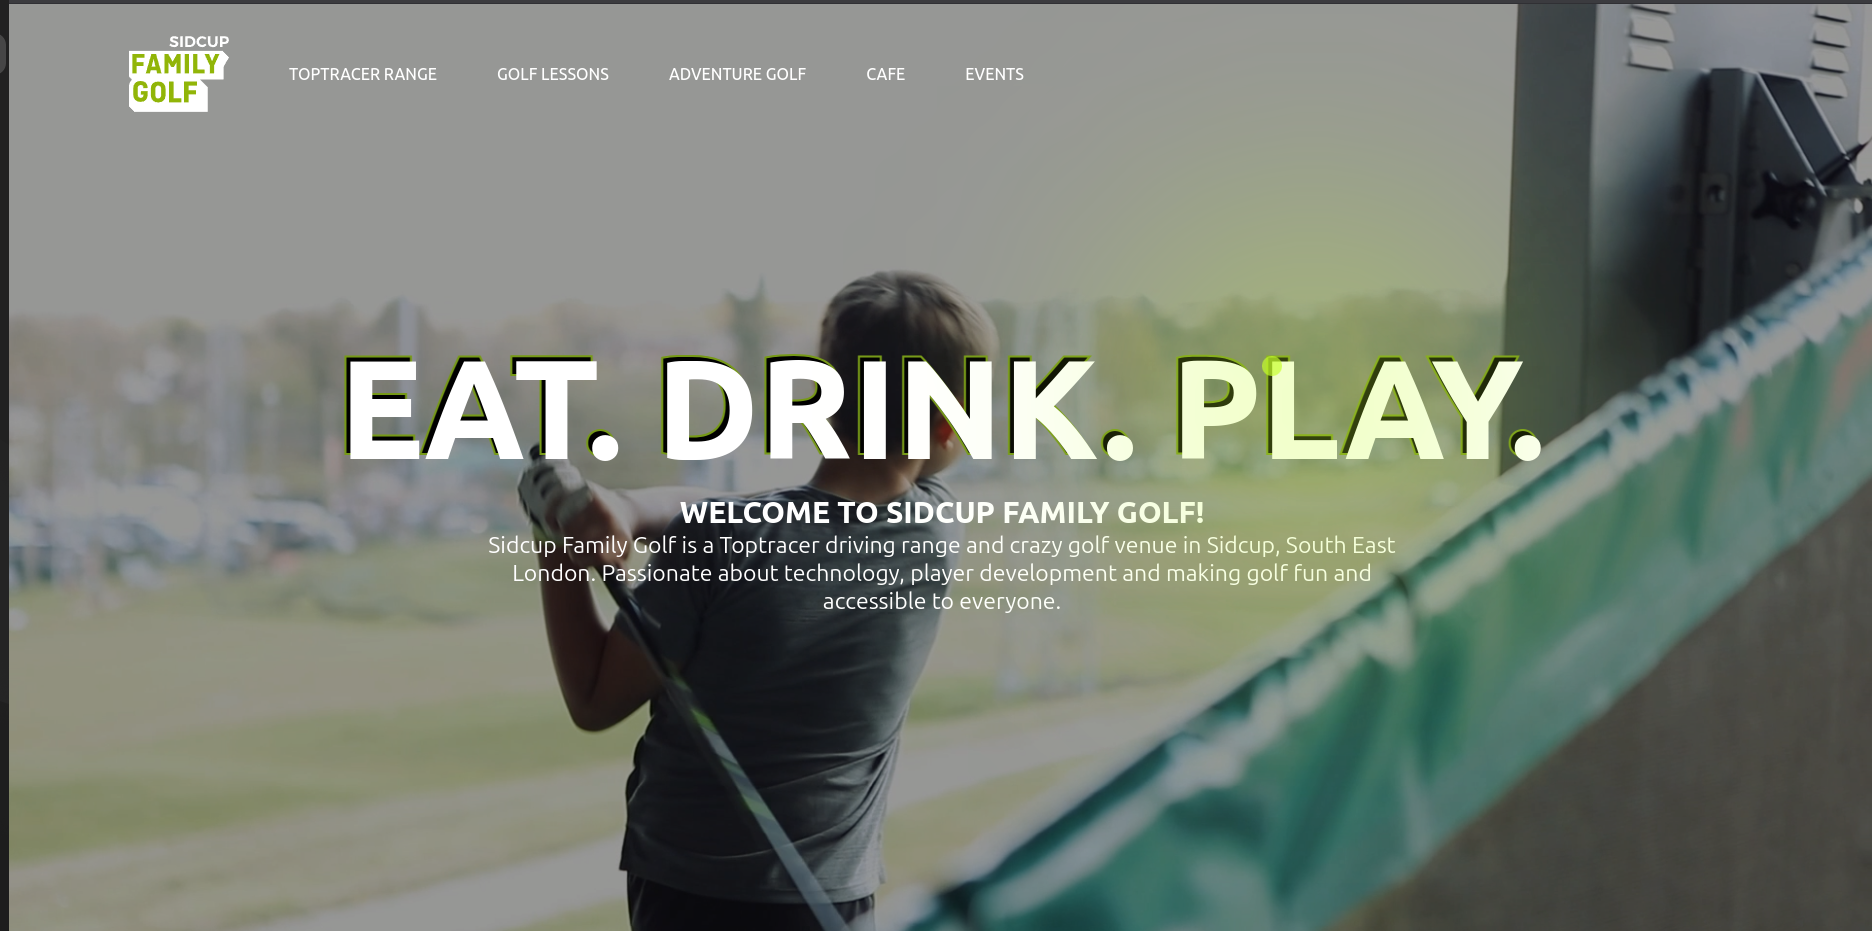 SIDCUP
FAMILY
GOLF
TOPTRACER RANGE
GOLF LESSONS
ADVENTURE GOLF
CAFE
EVENTS
EAT. DRINK. PLAY.
WELCOME TO SIDCUP FAMILY GOLF!
Sidcup Family Golf is a Toptracer driving range and crazy golf venue in Sidcup, South East
London. Passionate about technology, player development and making golf fun and
accessible to everyone.